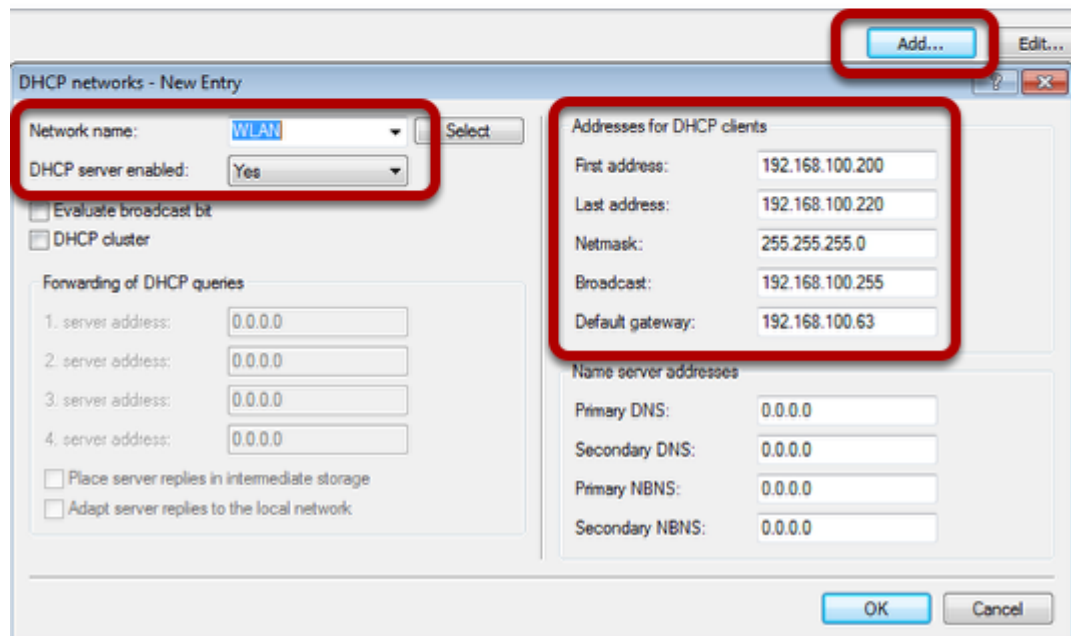 Add...
Edit...
DHCP networks - New Entry
Network name:
WLAN
Select
DHCP server enabled:
Yes
Evaluate broadcast bit
DHCP cluster
Forwarding of DHCP queries
1. server address:
0.0.0.0
2. server address:
0.0.0.0
3. server address:
0.0.0.0
4. server address:
0.0.0.0
Place server replies in intermediate storage
Adapt server replies to the local network
Addresses for DHCP clients
First address:
192.168.100.200
Last address:
192.168.100.220
Netmask:
255.255.255.0
Broadcast:
192.168.100.255
Default gateway:
192.168.100.63
Name server addresses
Primary DNS:
0.0.0.0
Secondary DNS:
0.0.0.0
Primary NBNS:
0.0.0.0
Secondary NBNS:
0.0.0.0
OK
Cancel